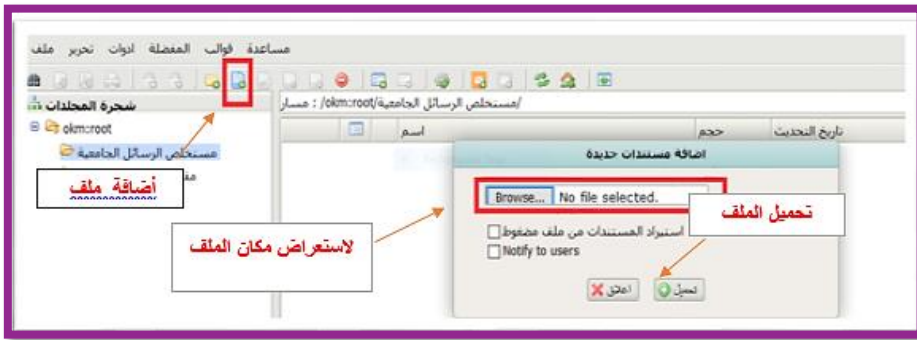 ملف تحرير ادوات المفضلة قوالب مساعدة
شجرة المجلدات
مسار : /okm:root/مستخلص الرسائل الجامعية/
okm:root
مستخلص الرسائل الجامعية
اسم
حجم
تاريخ التحديث
اضافة مستندات جديدة
Browse... No file selected.
استيراد المستندات من ملف مضغوط
Notify to users
تحميل
اغلاق
أضافة ملف
لاستعراض مكان الملف
تحميل الملف